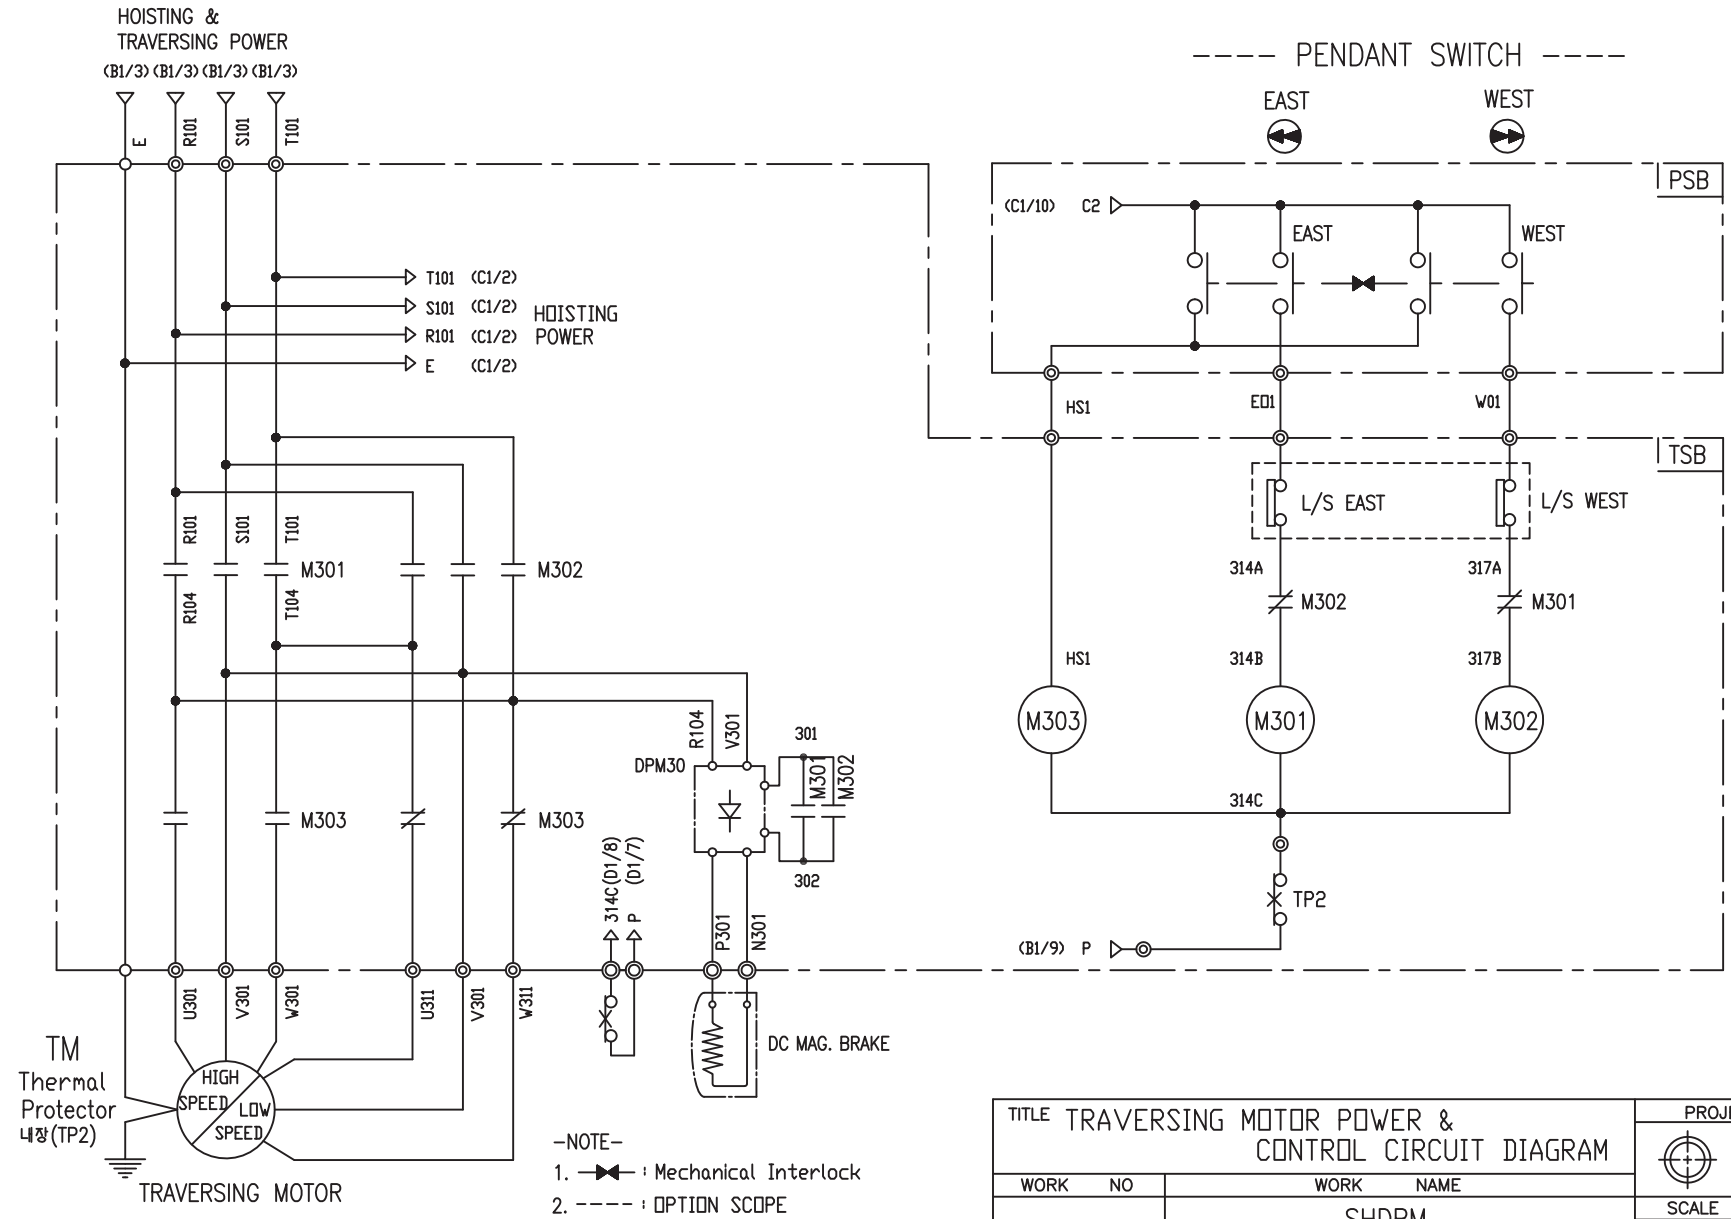 HOISTING &
TRAVERSING POWER
(B1/3) (B1/3) (B1/3) (B1/3)
E
R101
S101
T101
T101 (C1/2)
S101 (C1/2)
R101 (C1/2)
E (C1/2)
HOISTING
POWER
R101
S101
T101
M301
M302
R104
T104
R104
V301
DPM30
301
M301
M302
302
M303
M303
314C(D1/8)
P (D1/7)
P301
N301
U301
V301
W301
U311
V301
W311
DC MAG. BRAKE
TM
Thermal
Protector
내장(TP2)
HIGH
SPEED
LOW
SPEED
TRAVERSING MOTOR
-NOTE-
1. : Mechanical Interlock
2. ---- : OPTION SCOPE
---- PENDANT SWITCH ----
EAST
WEST
PSB
(C1/10) C2
EAST
WEST
HS1
E01
W01
TSB
L/S EAST
L/S WEST
314A
317A
M302
M301
HS1
314B
317B
M303
M301
M302
314C
TP2
(B1/9) P
TITLE TRAVERSING MOTOR POWER &
CONTROL CIRCUIT DIAGRAM
WORK NO
WORK NAME
SCALE